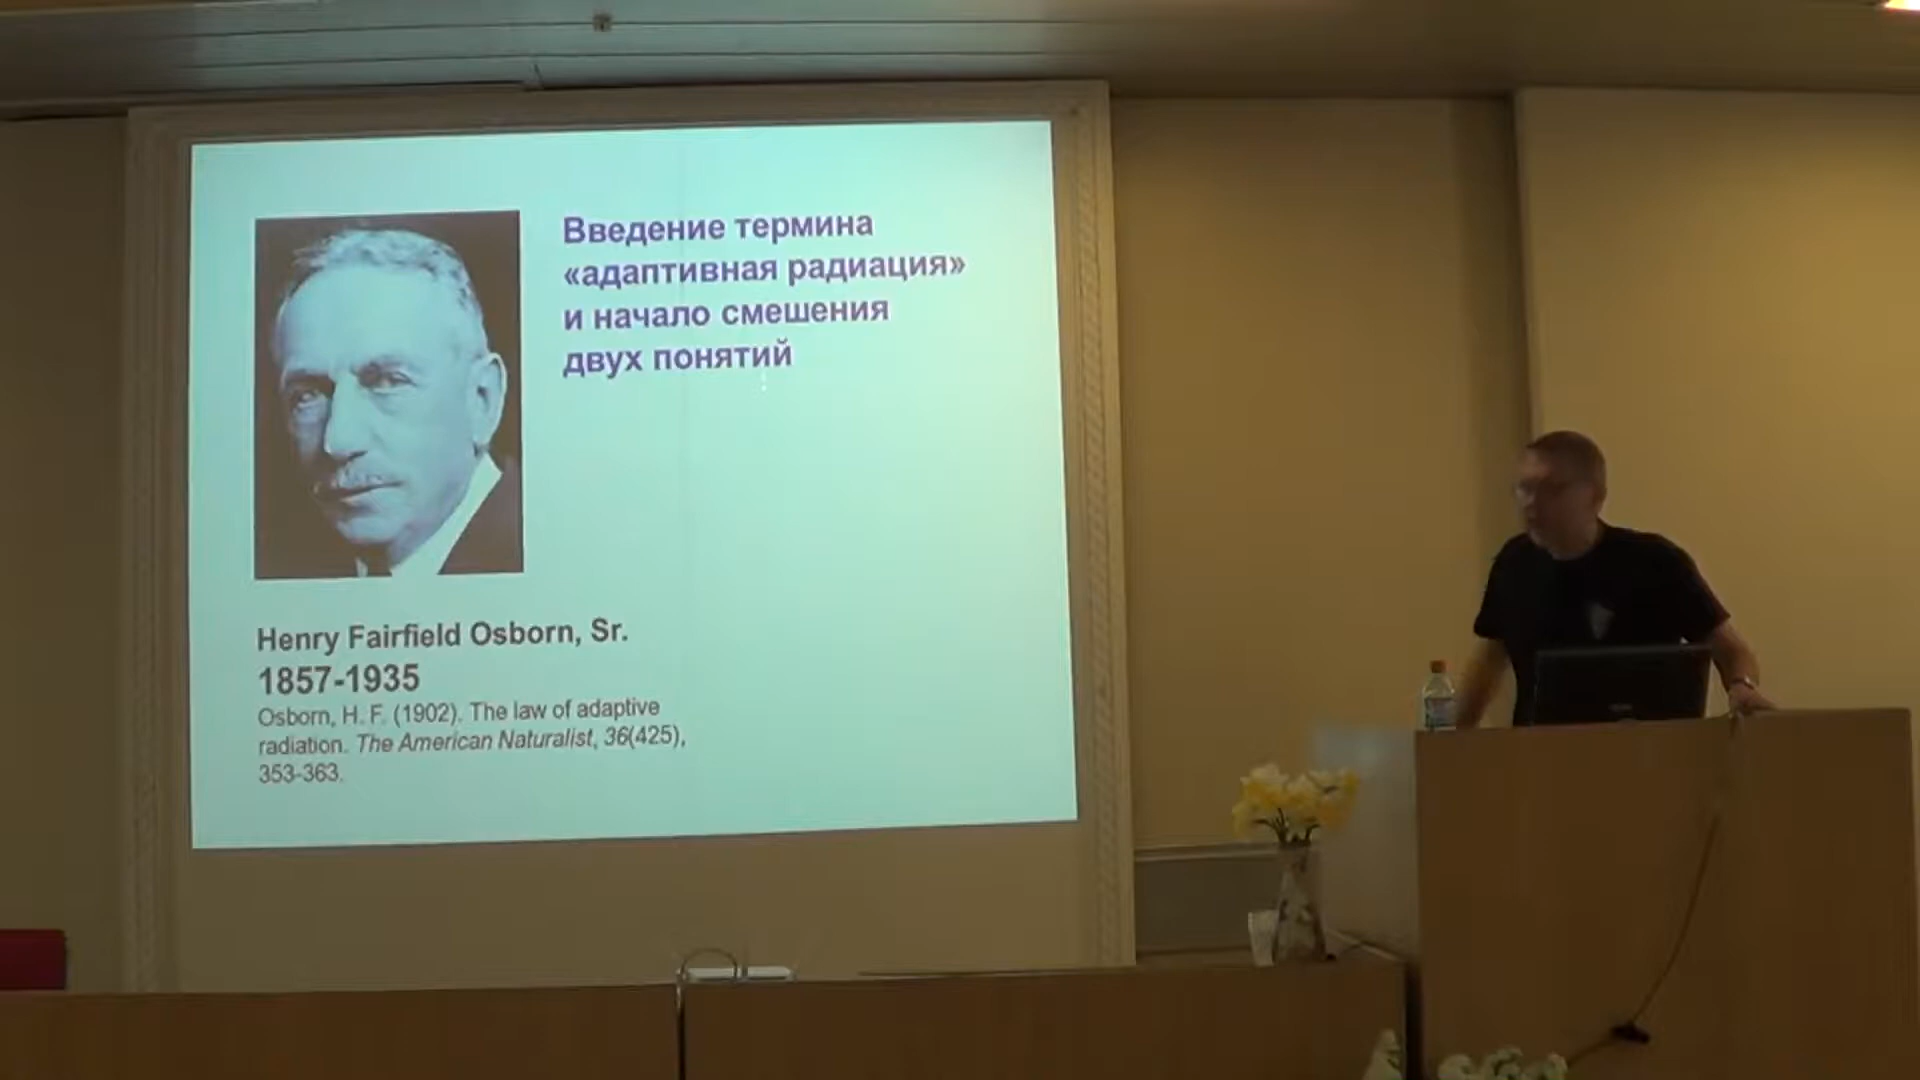 Введение термина
«адаптивная радиация»
и начало смешения
двух понятий
Henry Fairfield Osborn, Sr.
1857-1935
Osborn, H. F. (1902). The law of adaptive
radiation. The American Naturalist, 36(425),
353-363.